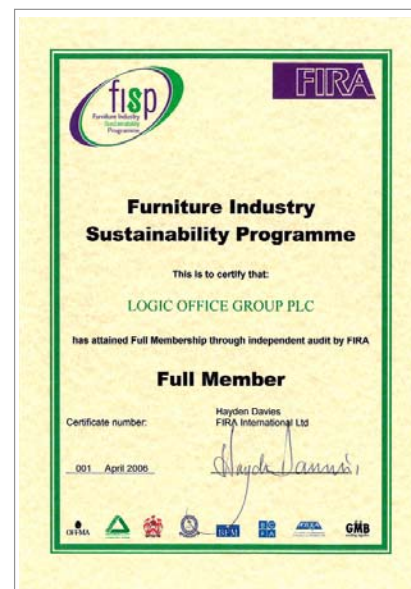 fisp
Furniture Industry
Sustainability
Programme
FIRA
Furniture Industry
Sustainability Programme
This is to certify that:
LOGIC OFFICE GROUP PLC
has attained Full Membership through independent audit by FIRA
Full Member
Certificate number:
Hayden Davies
FIRA International Ltd
001 April 2006
OFFMA
BFM
GMB